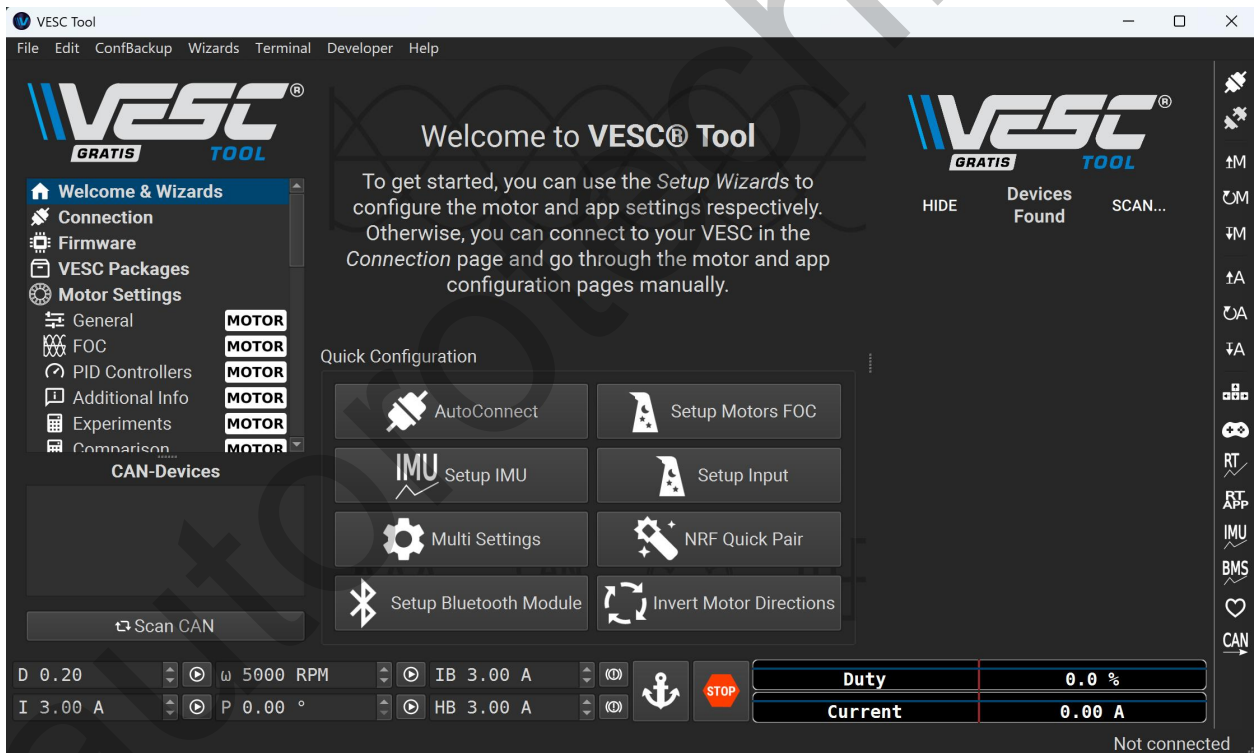 VESC Tool
File Edit ConfBackup Wizards Terminal Developer Help
VESC®
GRATIS TOOL
Welcome & Wizards
Connection
Firmware
VESC Packages
Motor Settings
General MOTOR
FOC MOTOR
PID Controllers MOTOR
Additional Info MOTOR
Experiments MOTOR
Comparison MOTOR
CAN-Devices
Scan CAN
Welcome to VESC® Tool
To get started, you can use the Setup Wizards to
configure the motor and app settings respectively.
Otherwise, you can connect to your VESC in the
Connection page and go through the motor and app
configuration pages manually.
Quick Configuration
AutoConnect Setup Motors FOC
IMU Setup IMU Setup Input
Multi Settings NRF Quick Pair
Setup Bluetooth Module Invert Motor Directions
VESC®
GRATIS TOOL
HIDE Devices Found SCAN...
M
M
M
A
A
A
RT
RT APP
IMU
BMS
CAN
D 0.20 ω 5000 RPM IB 3.00 A
I 3.00 A P 0.00 ° HB 3.00 A
STOP
Duty 0.0 %
Current 0.00 A
Not connected